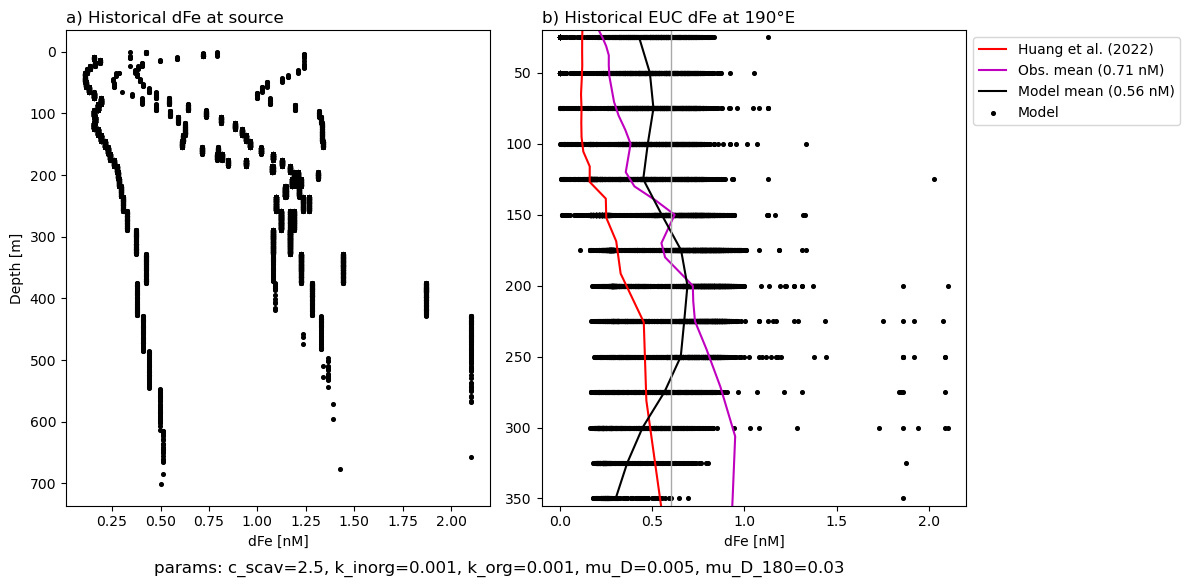 a) Historical dFe at source
b) Historical EUC dFe at 190°E
0
100
200
300
400
500
600
700
Depth [m]
0.25
0.50
0.75
1.00
1.25
1.50
1.75
2.00
dFe [nM]
50
100
150
200
250
300
350
0.0
0.5
1.0
1.5
2.0
dFe [nM]
Huang et al. (2022)
Obs. mean (0.71 nM)
Model mean (0.56 nM)
Model
params: c_scav=2.5, k_inorg=0.001, k_org=0.001, mu_D=0.005, mu_D_180=0.03